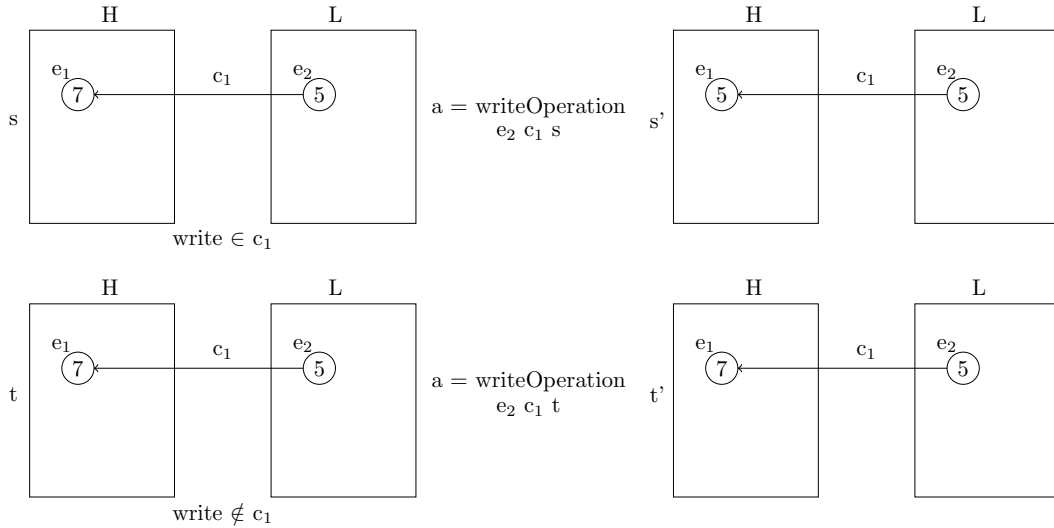 H L H L
e₁ e₂ e₁ e₂
c₁ c₁
7 5 5 5
s a = writeOperation s'
e₂ c₁ s
write ∈ c₁
H L H L
e₁ e₂ e₁ e₂
c₁ c₁
7 5 7 5
t a = writeOperation t'
e₂ c₁ t
write ∉ c₁